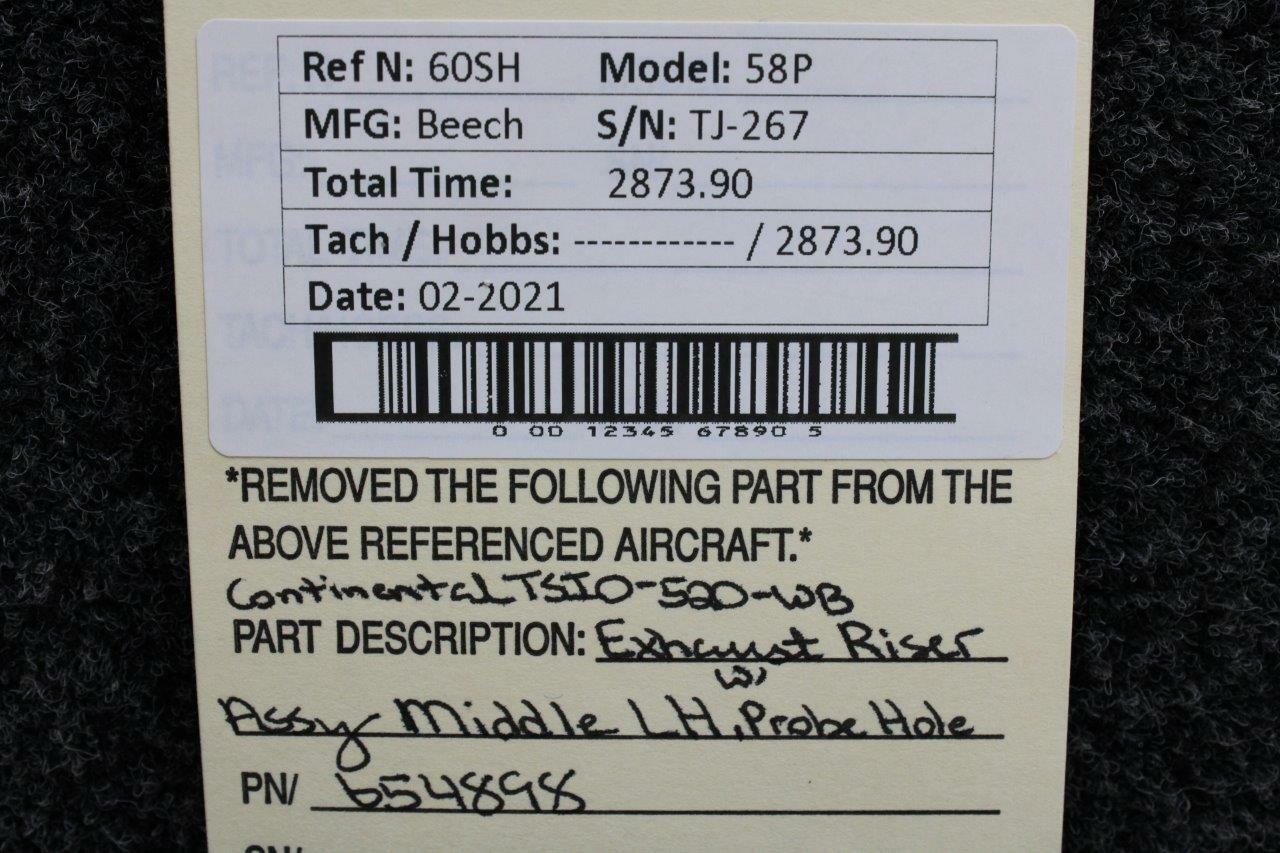 Ref N: 60SH Model: 58P
MFG: Beech S/N: TJ-267
Total Time: 2873.90
Tach / Hobbs: ------------ / 2873.90
Date: 02-2021
0 00 12345 67890 5
*REMOVED THE FOLLOWING PART FROM THE
ABOVE REFERENCED AIRCRAFT.*
Continental TSIO-520-WB
PART DESCRIPTION: Exhaust Riser
w/
Assy Middle LH, Probe Hole
PN/ 654898
SN/